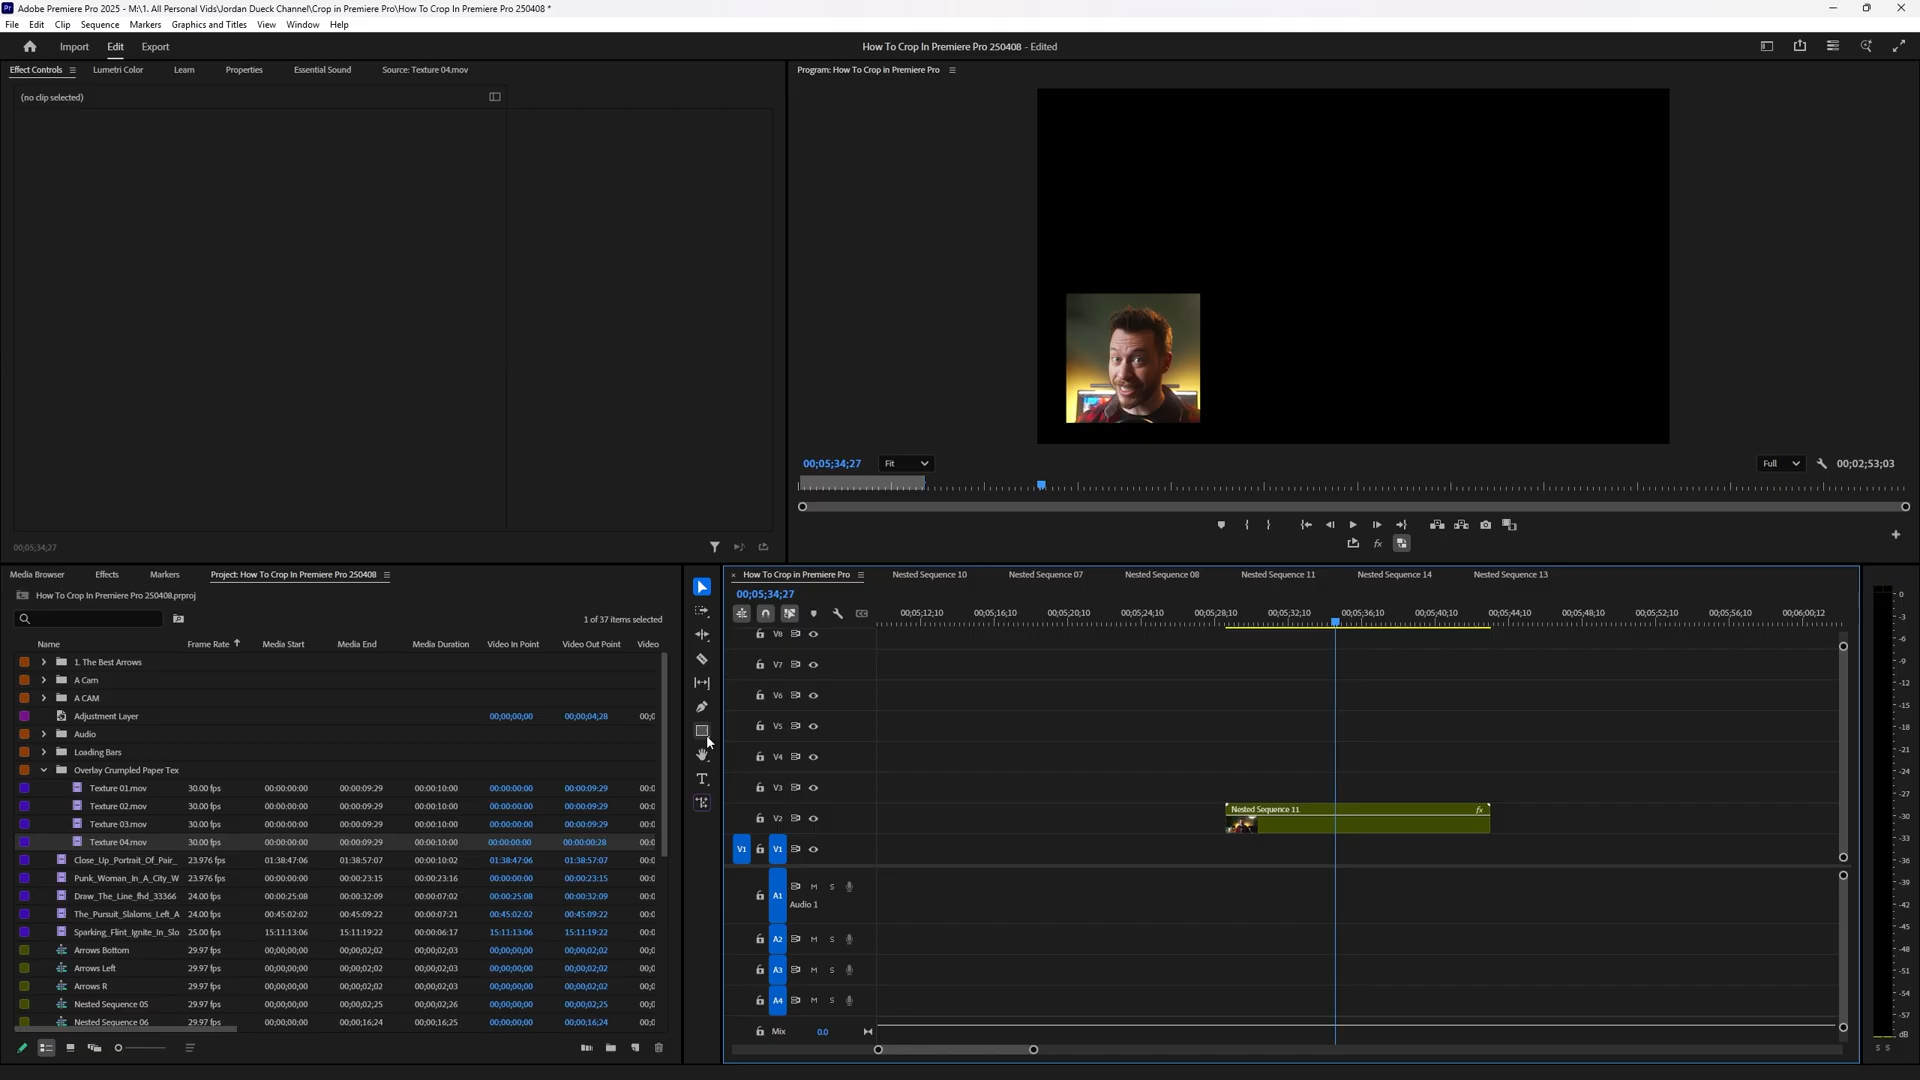 Adobe Premiere Pro 2025 - M:\1. All Personal Vids\Jordan Dueck Channel\Crop in Premiere Pro\How To Crop In Premiere Pro 250408 *
File Edit Clip Sequence Markers Graphics and Titles View Window Help
Import Edit Export
How To Crop In Premiere Pro 250408 - Edited
Effect Controls Lumetri Color Learn Properties Essential Sound Source: Texture 04.mov
Program: How To Crop in Premiere Pro
(no clip selected)
00;05;34;27 Fit Full 00;02;53;03
00;05;34;27
Media Browser Effects Markers Project: How To Crop In Premiere Pro 250408
How To Crop In Premiere Pro 250408.prproj
1 of 37 items selected
Name Frame Rate Media Start Media End Media Duration Video In Point Video Out Point Video
1. The Best Arrows
A Cam
A CAM
Adjustment Layer 00;00;00;00 00;00;04;28 00;0
Audio
Loading Bars
Overlay Crumpled Paper Tex
Texture 01.mov 30.00 fps 00:00:00:00 00:00:09:29 00:00:10:00 00:00:00:00 00:00:09:29 00:0
Texture 02.mov 30.00 fps 00:00:00:00 00:00:09:29 00:00:10:00 00:00:00:00 00:00:09:29 00:0
Texture 03.mov 30.00 fps 00:00:00:00 00:00:09:29 00:00:10:00 00:00:00:00 00:00:09:29 00:0
Texture 04.mov 30.00 fps 00:00:00:00 00:00:09:29 00:00:10:00 00:00:00:00 00:00:00:28 00:0
Close_Up_Portrait_Of_Pair_ 23.976 fps 01:38:47:06 01:38:57:07 00:00:10:02 01:38:47:06 01:38:57:07 00:0
Punk_Woman_In_A_City_W 23.976 fps 00:00:00:00 00:00:23:15 00:00:23:16 00:00:00:00 00:00:23:15 00:0
Draw_The_Line_fhd_33366 24.00 fps 00:00:25:08 00:00:32:09 00:00:07:02 00:00:25:08 00:00:32:09 00:0
The_Pursuit_Slaloms_Left_A 24.00 fps 00:45:02:02 00:45:09:22 00:00:07:21 00:45:02:02 00:45:09:22 00:0
Sparking_Flint_Ignite_In_Slo 25.00 fps 15:11:13:06 15:11:19:22 00:00:06:17 15:11:13:06 15:11:19:22 00:0
Arrows Bottom 29.97 fps 00;00;00;00 00;00;02;02 00;00;02;03 00;00;00;00 00;00;02;02 00;0
Arrows Left 29.97 fps 00;00;00;00 00;00;02;02 00;00;02;03 00;00;00;00 00;00;02;02 00;0
Arrows R 29.97 fps 00;00;00;00 00;00;02;02 00;00;02;03 00;00;00;00 00;00;02;02 00;0
Nested Sequence 05 29.97 fps 00;00;00;00 00;00;02;25 00;00;02;26 00;00;00;00 00;00;02;25 00;0
Nested Sequence 06 29.97 fps 00;00;00;00 00;00;16;24 00;00;16;25 00;00;00;00 00;00;16;24 00;0
How To Crop in Premiere Pro Nested Sequence 10 Nested Sequence 07 Nested Sequence 08 Nested Sequence 11 Nested Sequence 14 Nested Sequence 13
00;05;34;27
00;05;12;10 00;05;16;10 00;05;20;10 00;05;24;10 00;05;28;10 00;05;32;10 00;05;36;10 00;05;40;10 00;05;44;10 00;05;48;10 00;05;52;10 00;05;56;10 00;06;00;12
V8
V7
V6
V5
V4
V3
Nested Sequence 11 fx
V2
V1 V1
A1 M S
Audio 1
A2 M S
A3 M S
A4 M S
Mix 0.0
0
-3
-6
-9
-12
-15
-18
-21
-24
-27
-30
-33
-36
-39
-42
-45
-48
-51
-54
-57
dB
S S